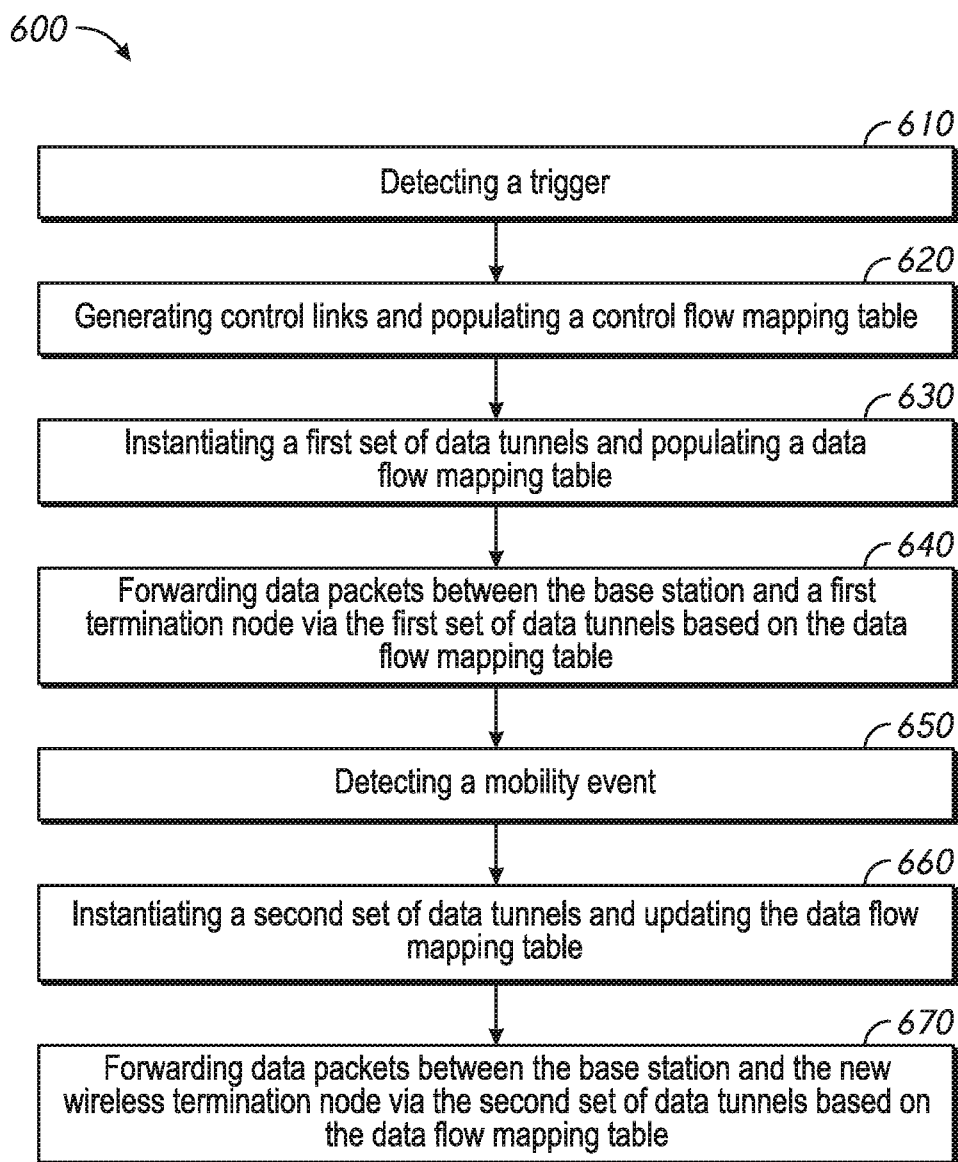 600
610
Detecting a trigger
620
Generating control links and populating a control flow mapping table
630
Instantiating a first set of data tunnels and populating a data
flow mapping table
640
Forwarding data packets between the base station and a first
termination node via the first set of data tunnels based on the data
flow mapping table
650
Detecting a mobility event
660
Instantiating a second set of data tunnels and updating the data flow
mapping table
670
Forwarding data packets between the base station and the new
wireless termination node via the second set of data tunnels based on
the data flow mapping table